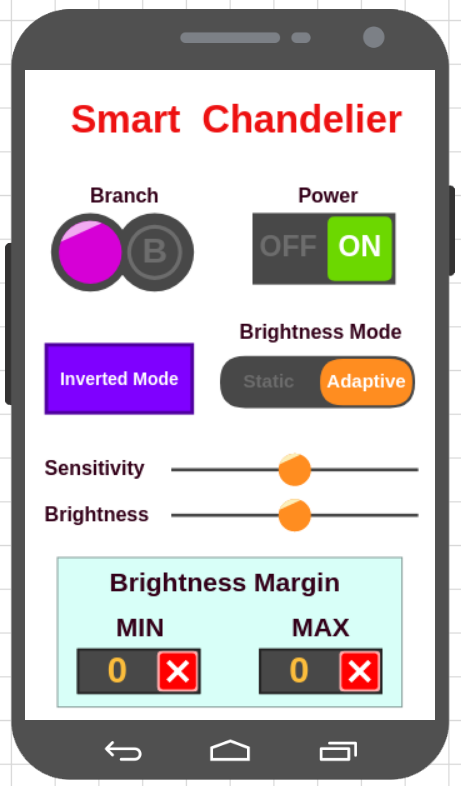 Smart Chandelier
Branch Power
B OFF ON
Brightness Mode
Inverted Mode Static Adaptive
Sensitivity
Brightness
Brightness Margin
MIN MAX
0 0